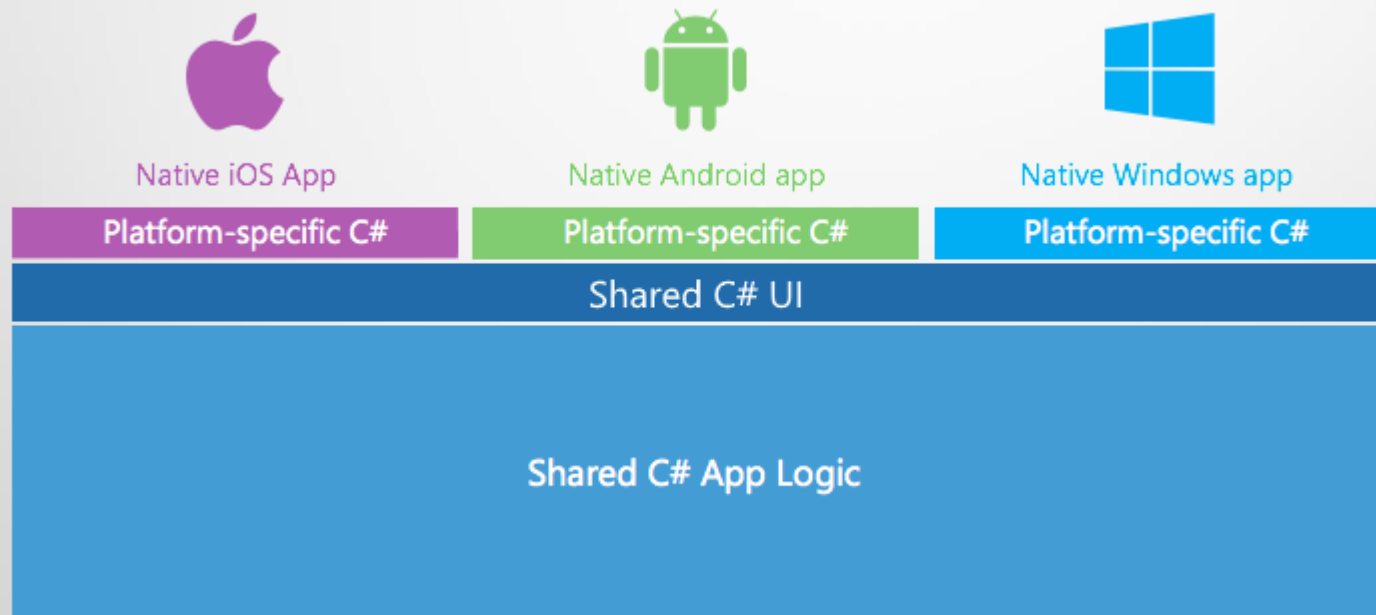 Native iOS App
Native Android app
Native Windows app
Platform-specific C#
Platform-specific C#
Platform-specific C#
Shared C# UI
Shared C# App Logic